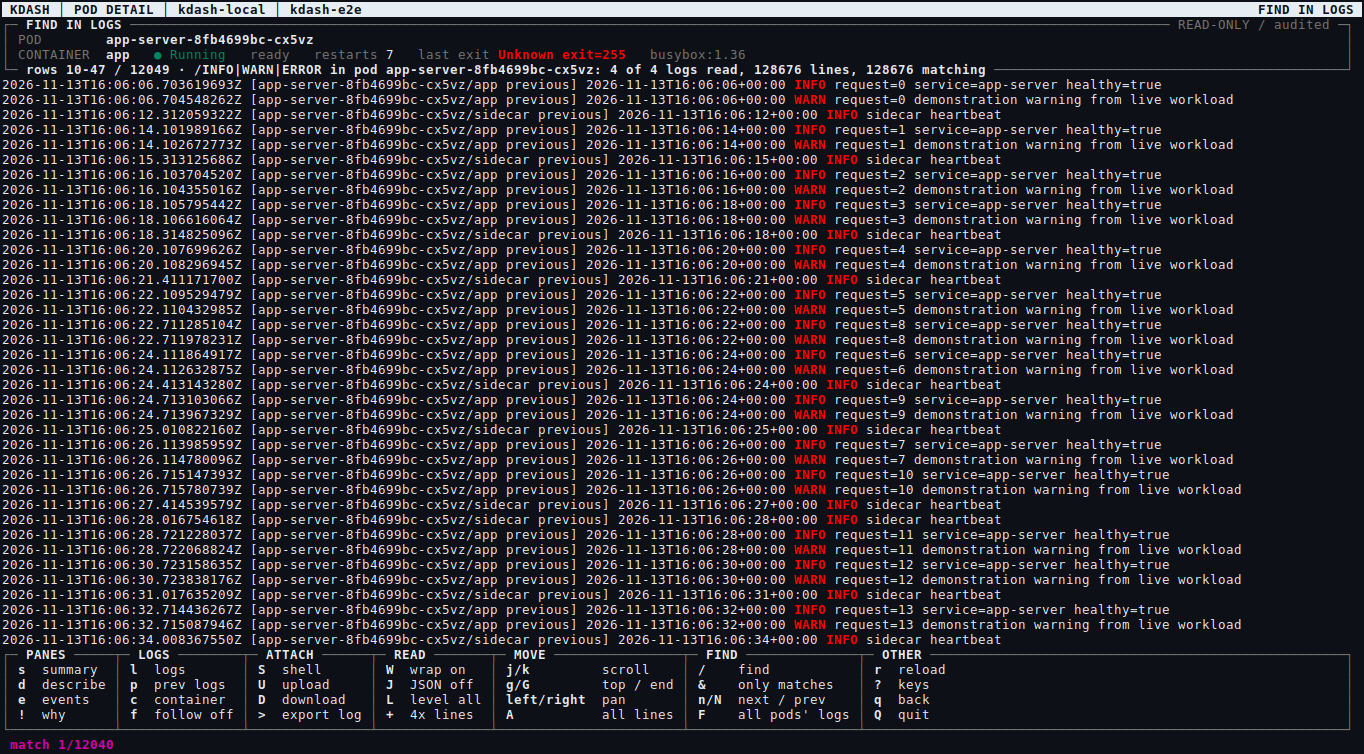 KDASH │ POD DETAIL │ kdash-local │ kdash-e2e FIND IN LOGS
FIND IN LOGS READ-ONLY / audited
POD app-server-8fb4699bc-cx5vz
CONTAINER app ● Running ready restarts 7 last exit Unknown exit=255 busybox:1.36
rows 10-47 / 12049 · /INFO|WARN|ERROR in pod app-server-8fb4699bc-cx5vz: 4 of 4 logs read, 128676 lines, 128676 matching
2026-11-13T16:06:06.703619693Z [app-server-8fb4699bc-cx5vz/app previous] 2026-11-13T16:06:06+00:00 INFO request=0 service=app-server healthy=true
2026-11-13T16:06:06.704548262Z [app-server-8fb4699bc-cx5vz/app previous] 2026-11-13T16:06:06+00:00 WARN request=0 demonstration warning from live workload
2026-11-13T16:06:12.312059322Z [app-server-8fb4699bc-cx5vz/sidecar previous] 2026-11-13T16:06:12+00:00 INFO sidecar heartbeat
2026-11-13T16:06:14.101989166Z [app-server-8fb4699bc-cx5vz/app previous] 2026-11-13T16:06:14+00:00 INFO request=1 service=app-server healthy=true
2026-11-13T16:06:14.102672773Z [app-server-8fb4699bc-cx5vz/app previous] 2026-11-13T16:06:14+00:00 WARN request=1 demonstration warning from live workload
2026-11-13T16:06:15.313125686Z [app-server-8fb4699bc-cx5vz/sidecar previous] 2026-11-13T16:06:15+00:00 INFO sidecar heartbeat
2026-11-13T16:06:16.103704520Z [app-server-8fb4699bc-cx5vz/app previous] 2026-11-13T16:06:16+00:00 INFO request=2 service=app-server healthy=true
2026-11-13T16:06:16.104355016Z [app-server-8fb4699bc-cx5vz/app previous] 2026-11-13T16:06:16+00:00 WARN request=2 demonstration warning from live workload
2026-11-13T16:06:18.105795442Z [app-server-8fb4699bc-cx5vz/app previous] 2026-11-13T16:06:18+00:00 INFO request=3 service=app-server healthy=true
2026-11-13T16:06:18.106616064Z [app-server-8fb4699bc-cx5vz/app previous] 2026-11-13T16:06:18+00:00 WARN request=3 demonstration warning from live workload
2026-11-13T16:06:18.314825096Z [app-server-8fb4699bc-cx5vz/sidecar previous] 2026-11-13T16:06:18+00:00 INFO sidecar heartbeat
2026-11-13T16:06:20.107699626Z [app-server-8fb4699bc-cx5vz/app previous] 2026-11-13T16:06:20+00:00 INFO request=4 service=app-server healthy=true
2026-11-13T16:06:20.108296945Z [app-server-8fb4699bc-cx5vz/app previous] 2026-11-13T16:06:20+00:00 WARN request=4 demonstration warning from live workload
2026-11-13T16:06:21.411171700Z [app-server-8fb4699bc-cx5vz/sidecar previous] 2026-11-13T16:06:21+00:00 INFO sidecar heartbeat
2026-11-13T16:06:22.109529479Z [app-server-8fb4699bc-cx5vz/app previous] 2026-11-13T16:06:22+00:00 INFO request=5 service=app-server healthy=true
2026-11-13T16:06:22.110432985Z [app-server-8fb4699bc-cx5vz/app previous] 2026-11-13T16:06:22+00:00 WARN request=5 demonstration warning from live workload
2026-11-13T16:06:22.711285104Z [app-server-8fb4699bc-cx5vz/app previous] 2026-11-13T16:06:22+00:00 INFO request=8 service=app-server healthy=true
2026-11-13T16:06:22.711978231Z [app-server-8fb4699bc-cx5vz/app previous] 2026-11-13T16:06:22+00:00 WARN request=8 demonstration warning from live workload
2026-11-13T16:06:24.111864917Z [app-server-8fb4699bc-cx5vz/app previous] 2026-11-13T16:06:24+00:00 INFO request=6 service=app-server healthy=true
2026-11-13T16:06:24.112632875Z [app-server-8fb4699bc-cx5vz/app previous] 2026-11-13T16:06:24+00:00 WARN request=6 demonstration warning from live workload
2026-11-13T16:06:24.413143280Z [app-server-8fb4699bc-cx5vz/sidecar previous] 2026-11-13T16:06:24+00:00 INFO sidecar heartbeat
2026-11-13T16:06:24.713103066Z [app-server-8fb4699bc-cx5vz/app previous] 2026-11-13T16:06:24+00:00 INFO request=9 service=app-server healthy=true
2026-11-13T16:06:24.713967329Z [app-server-8fb4699bc-cx5vz/app previous] 2026-11-13T16:06:24+00:00 WARN request=9 demonstration warning from live workload
2026-11-13T16:06:25.010822160Z [app-server-8fb4699bc-cx5vz/sidecar previous] 2026-11-13T16:06:25+00:00 INFO sidecar heartbeat
2026-11-13T16:06:26.113985959Z [app-server-8fb4699bc-cx5vz/app previous] 2026-11-13T16:06:26+00:00 INFO request=7 service=app-server healthy=true
2026-11-13T16:06:26.114780096Z [app-server-8fb4699bc-cx5vz/app previous] 2026-11-13T16:06:26+00:00 WARN request=7 demonstration warning from live workload
2026-11-13T16:06:26.715147393Z [app-server-8fb4699bc-cx5vz/app previous] 2026-11-13T16:06:26+00:00 INFO request=10 service=app-server healthy=true
2026-11-13T16:06:26.715780739Z [app-server-8fb4699bc-cx5vz/app previous] 2026-11-13T16:06:26+00:00 WARN request=10 demonstration warning from live workload
2026-11-13T16:06:27.414539579Z [app-server-8fb4699bc-cx5vz/sidecar previous] 2026-11-13T16:06:27+00:00 INFO sidecar heartbeat
2026-11-13T16:06:28.016754618Z [app-server-8fb4699bc-cx5vz/sidecar previous] 2026-11-13T16:06:28+00:00 INFO sidecar heartbeat
2026-11-13T16:06:28.721228037Z [app-server-8fb4699bc-cx5vz/app previous] 2026-11-13T16:06:28+00:00 INFO request=11 service=app-server healthy=true
2026-11-13T16:06:28.722068824Z [app-server-8fb4699bc-cx5vz/app previous] 2026-11-13T16:06:28+00:00 WARN request=11 demonstration warning from live workload
2026-11-13T16:06:30.723158635Z [app-server-8fb4699bc-cx5vz/app previous] 2026-11-13T16:06:30+00:00 INFO request=12 service=app-server healthy=true
2026-11-13T16:06:30.723838176Z [app-server-8fb4699bc-cx5vz/app previous] 2026-11-13T16:06:30+00:00 WARN request=12 demonstration warning from live workload
2026-11-13T16:06:31.017635209Z [app-server-8fb4699bc-cx5vz/sidecar previous] 2026-11-13T16:06:31+00:00 INFO sidecar heartbeat
2026-11-13T16:06:32.714436267Z [app-server-8fb4699bc-cx5vz/app previous] 2026-11-13T16:06:32+00:00 INFO request=13 service=app-server healthy=true
2026-11-13T16:06:32.715087946Z [app-server-8fb4699bc-cx5vz/app previous] 2026-11-13T16:06:32+00:00 WARN request=13 demonstration warning from live workload
2026-11-13T16:06:34.008367550Z [app-server-8fb4699bc-cx5vz/sidecar previous] 2026-11-13T16:06:34+00:00 INFO sidecar heartbeat
PANES LOGS ATTACH READ MOVE FIND OTHER
s summary l logs S shell W wrap on j/k scroll / find r reload
d describe p prev logs U upload J JSON off g/G top / end & only matches ? keys
e events c container D download L level all left/right pan n/N next / prev q back
! why f follow off > export log + 4x lines A all lines F all pods' logs Q quit
match 1/12040